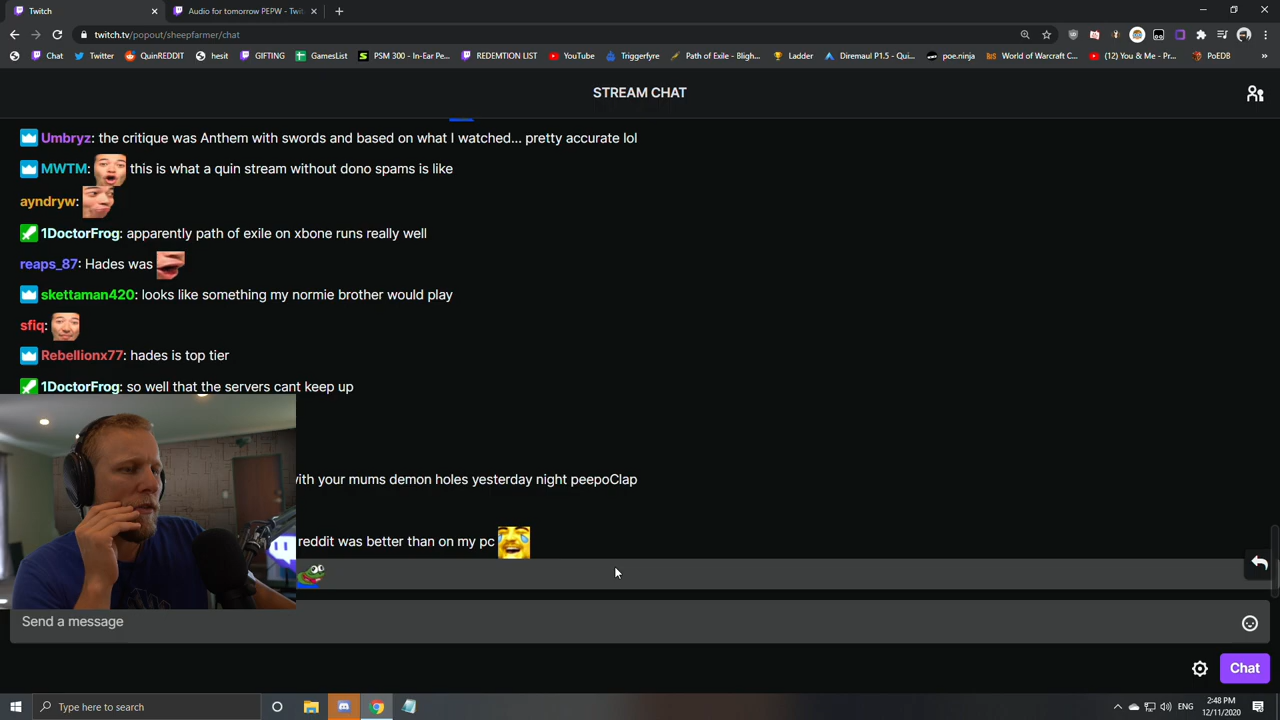 Twitch
Audio for tomorrow PEPW - Twit
twitch.tv/popout/sheepfarmer/chat
Chat
Twitter
QuinREDDIT
hesit
GIFTING
GamesList
PSM 300 - In-Ear Pe...
REDEMTION LIST
YouTube
Triggerfyre
Path of Exile - Bligh...
Ladder
Diremaul P1.5 - Qui...
poe.ninja
World of Warcraft C...
(12) You & Me - Pr...
PoEDB
»
STREAM CHAT
Umbryz: the critique was Anthem with swords and based on what I watched... pretty accurate lol
MWTM: this is what a quin stream without dono spams is like
ayndryw:
1DoctorFrog: apparently path of exile on xbone runs really well
reaps_87: Hades was
skettaman420: looks like something my normie brother would play
sfiq:
Rebellionx77: hades is top tier
1DoctorFrog: so well that the servers cant keep up
with your mums demon holes yesterday night peepoClap
reddit was better than on my pc
Send a message
Chat
Type here to search
ENG
2:48 PM
12/11/2020